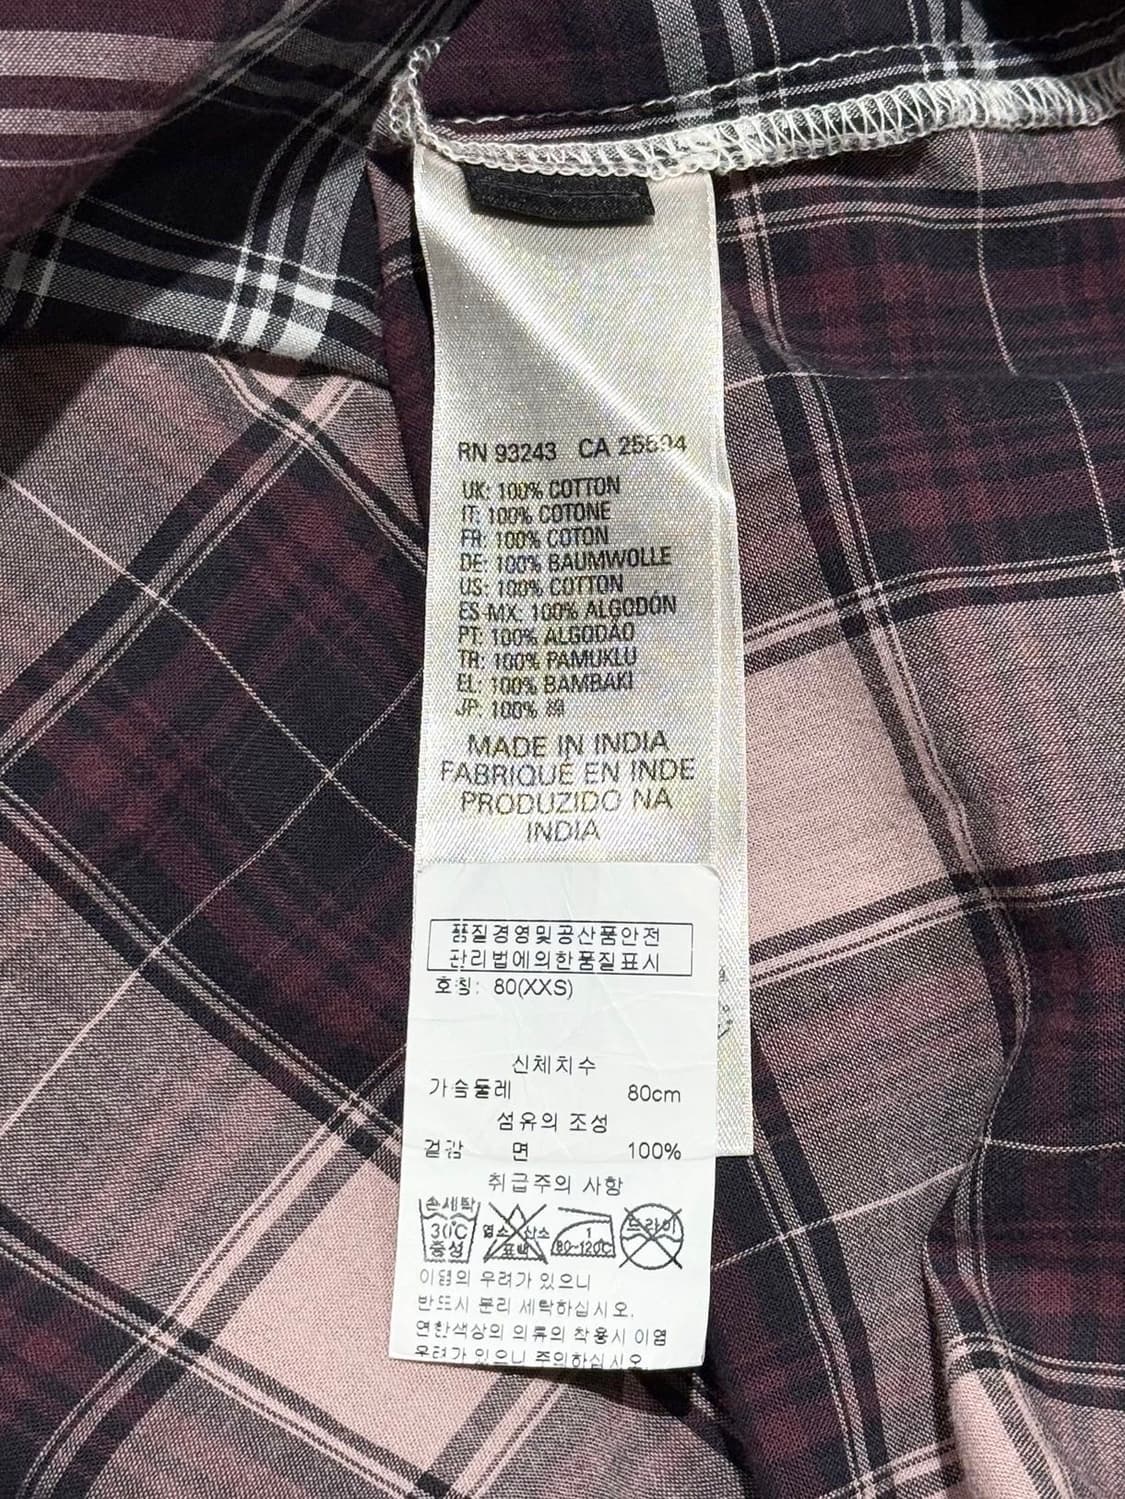 RN 93243 CA 25594
UK: 100% COTTON
IT: 100% COTONE
FR: 100% COTON
DE: 100% BAUMWOLLE
US: 100% COTTON
ES-MX: 100% ALGODÓN
PT: 100% ALGODÃO
TR: 100% PAMUKLU
EL: 100% BAMBAKI
JP: 100% 綿
MADE IN INDIA
FABRIQUÉ EN INDE
PRODUZIDO NA
INDIA
품질경영및공산품안전
관리법에의한품질표시
호칭: 80(XXS)
신체치수
가슴둘레 80cm
섬유의 조성
겉감 면 100%
취급주의 사항
손세탁
30℃
중성
염소 산소
표백
1
80~120℃
드라이
이염의 우려가 있으니
반드시 분리 세탁하십시오.
연한색상의 의류의 착용시 이염
우려가 있으니 주의하십시오.